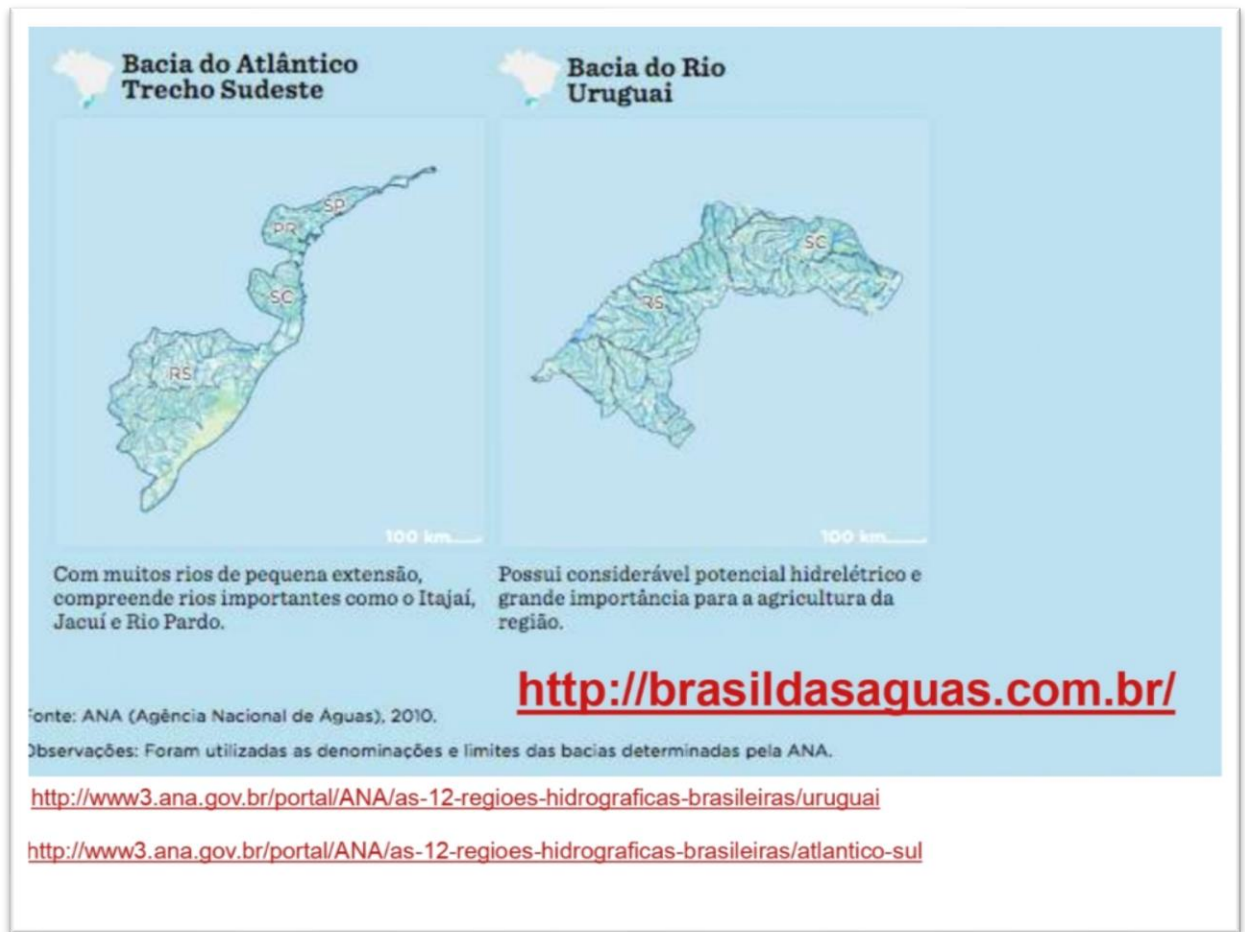 Bacia do Atlântico
Trecho Sudeste
SP
PR
SC
RS
100 km
Com muitos rios de pequena extensão,
compreende rios importantes como o Itajaí,
Jacuí e Rio Pardo.
Bacia do Rio
Uruguai
SC
RS
100 km
Possui considerável potencial hidrelétrico e
grande importância para a agricultura da
região.
http://brasildasaguas.com.br/
Fonte: ANA (Agência Nacional de Águas), 2010.
Observações: Foram utilizadas as denominações e limites das bacias determinadas pela ANA.
http://www3.ana.gov.br/portal/ANA/as-12-regioes-hidrograficas-brasileiras/uruguai
http://www3.ana.gov.br/portal/ANA/as-12-regioes-hidrograficas-brasileiras/atlantico-sul